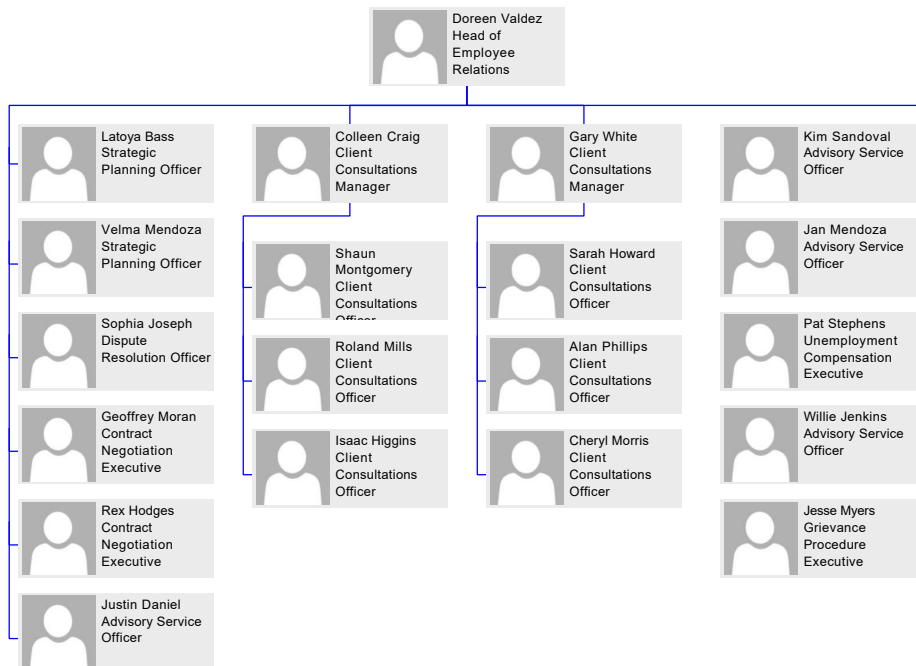 Doreen Valdez
Head of
Employee
Relations
Latoya Bass
Strategic
Planning Officer
Velma Mendoza
Strategic
Planning Officer
Sophia Joseph
Dispute
Resolution Officer
Geoffrey Moran
Contract
Negotiation
Executive
Rex Hodges
Contract
Negotiation
Executive
Justin Daniel
Advisory Service
Officer
Colleen Craig
Client
Consultations
Manager
Shaun
Montgomery
Client
Consultations
Officer
Roland Mills
Client
Consultations
Officer
Isaac Higgins
Client
Consultations
Officer
Gary White
Client
Consultations
Manager
Sarah Howard
Client
Consultations
Officer
Alan Phillips
Client
Consultations
Officer
Cheryl Morris
Client
Consultations
Officer
Kim Sandoval
Advisory Service
Officer
Jan Mendoza
Advisory Service
Officer
Pat Stephens
Unemployment
Compensation
Executive
Willie Jenkins
Advisory Service
Officer
Jesse Myers
Grievance
Procedure
Executive